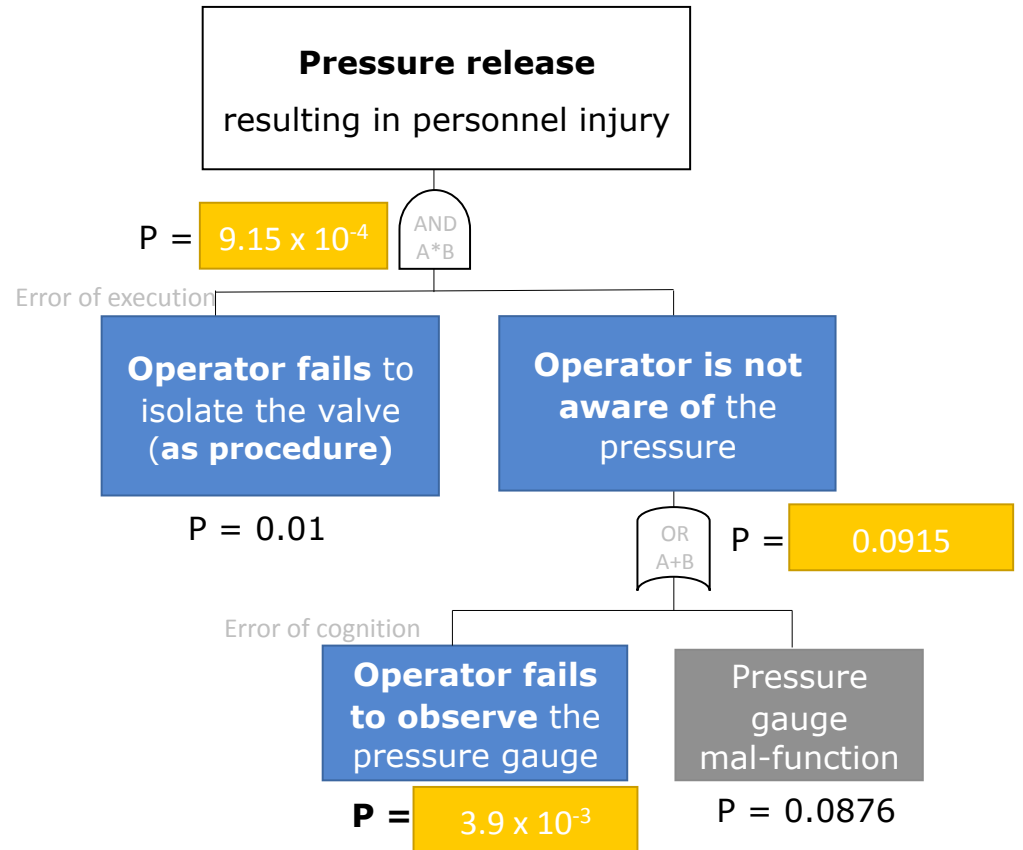 Pressure release
resulting in personnel injury
P = 9.15 x 10⁻⁴
AND
A*B
Error of execution
Operator fails to
isolate the valve
(as procedure)
P = 0.01
Operator is not
aware of the
pressure
OR
A+B
P = 0.0915
Error of cognition
Operator fails
to observe the
pressure gauge
P = 3.9 x 10⁻³
Pressure
gauge
mal-function
P = 0.0876